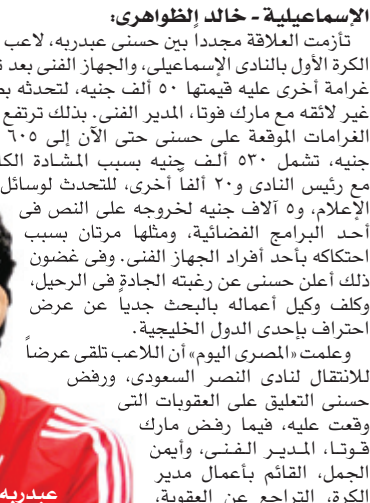 الإسماعيلية - خالد الظواهرى:
تأزمت العلاقة مجدداً بين حسنى عبدربه، لاعب
الكرة الأول بالنادى الإسماعيلى، والجهاز الفنى بعد
غرامة أخرى عليه قيمتها ٥٠ ألف جنيه، لتحدثه
غير لائقه مع مارك فوتا، المدير الفنى. بذلك ترتفع
الغرامات الموقعة على حسنى حتى الآن إلى ٦٠٥
جنيه، تشمل ٥٣٠ ألف جنيه بسبب المشادة
مع رئيس النادى و٢٠ ألفاً أخرى، للتحدث لوسائل
الإعلام، و٥ آلاف جنيه لخروجه على النص فى
أحد البرامج الفضائية، ومثلها مرتان بسبب
احتكاكه بأحد أفراد الجهاز الفنى. وفى غضون
ذلك أعلن حسنى عن رغبته الجادة فى الرحيل،
وكلف وكيل أعماله بالبحث جدياً عن عرض
احتراف بإحدى الدول الخليجية.
وعلمت «المصرى اليوم» أن اللاعب تلقى عرضاً
للانتقال لنادى النصر السعودى، ورفض
حسنى التعليق على العقوبات التى
وقعت عليه، فيما رفض مارك
فوتا، المدير الفنى، وأيمن
الجمل، القائم بأعمال مدير
الكرة، التراجع عن العقوبة،
عبدربه